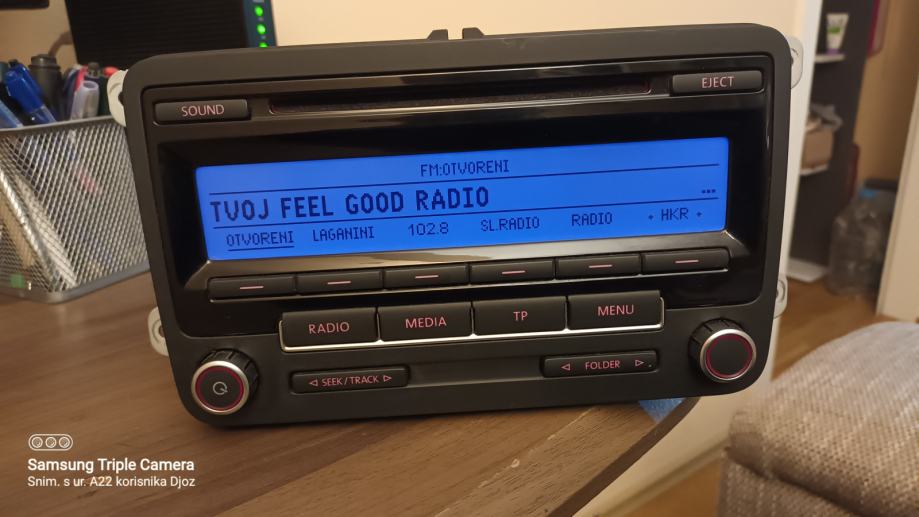 SOUND
EJECT
FM:OTVORENI
TVOJ FEEL GOOD RADIO ...
OTVORENI LAGANINI 102.8 SL.RADIO RADIO • HKR •
RADIO MEDIA TP MENU
◁ SEEK/TRACK ▷
◁ FOLDER ▷
Samsung Triple Camera
Snim. s ur. A22 korisnika Djoz